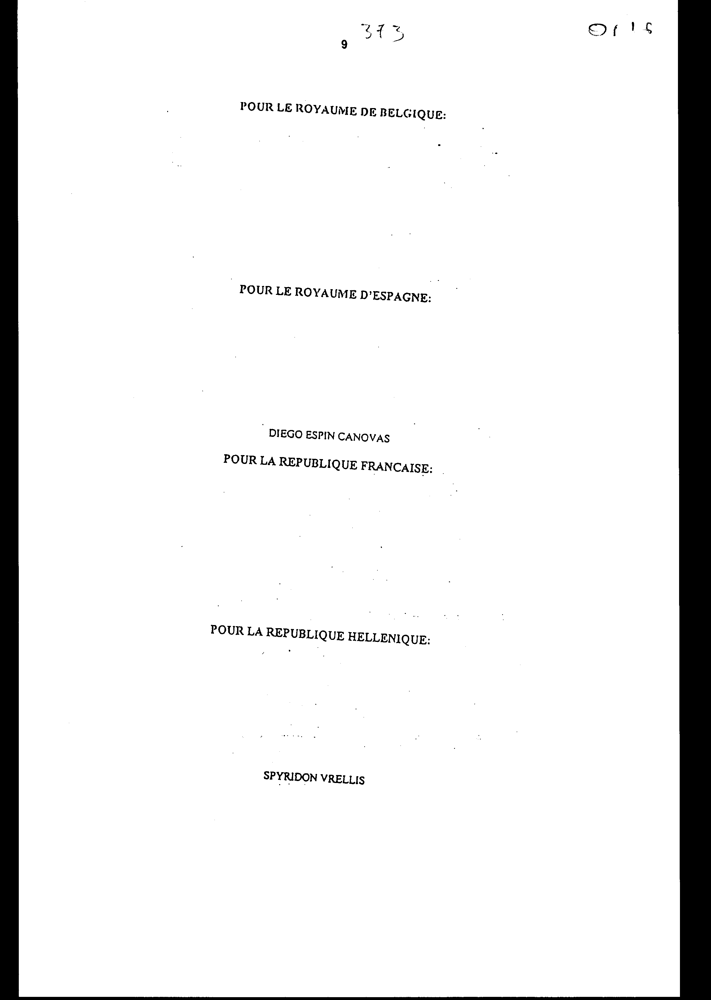 373
9
POUR LE ROYAUME DE BELGIQUE:
POUR LE ROYAUME D'ESPAGNE:
DIEGO ESPIN CANOVAS
POUR LA REPUBLIQUE FRANCAISE:
POUR LA REPUBLIQUE HELLENIQUE:
SPYRIDON VRELLIS